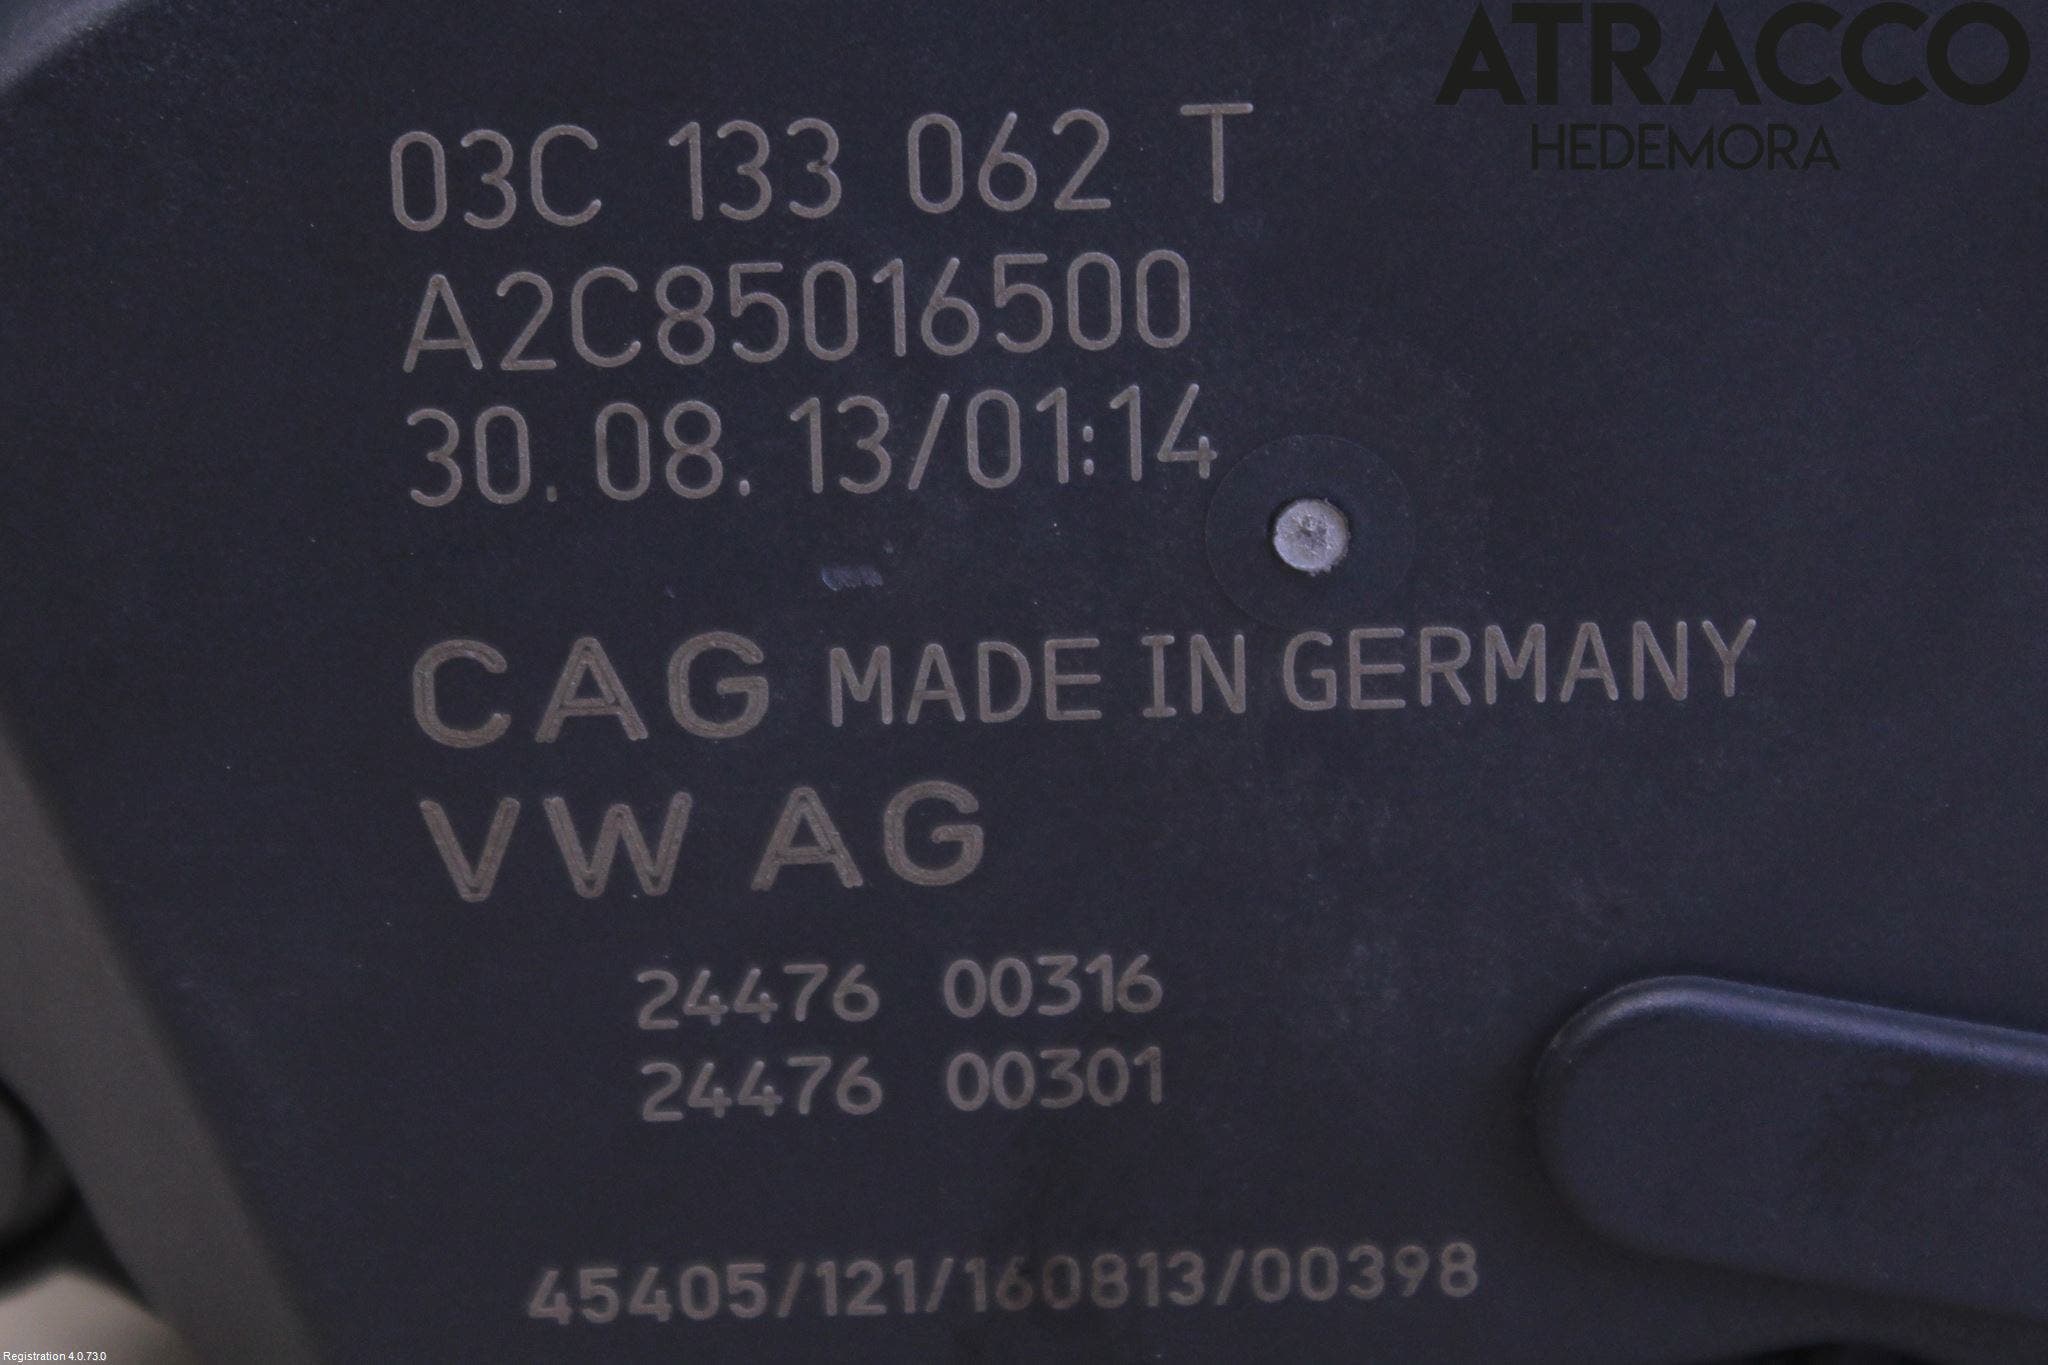 ATRACCO
HEDEMORA
03C 133 062 T
A2C85016500
30.08.13/01:14
CAG MADE IN GERMANY
VW AG
24476 00316
24476 00301
45405/121/160813/00398
Registration 4.0.73.0